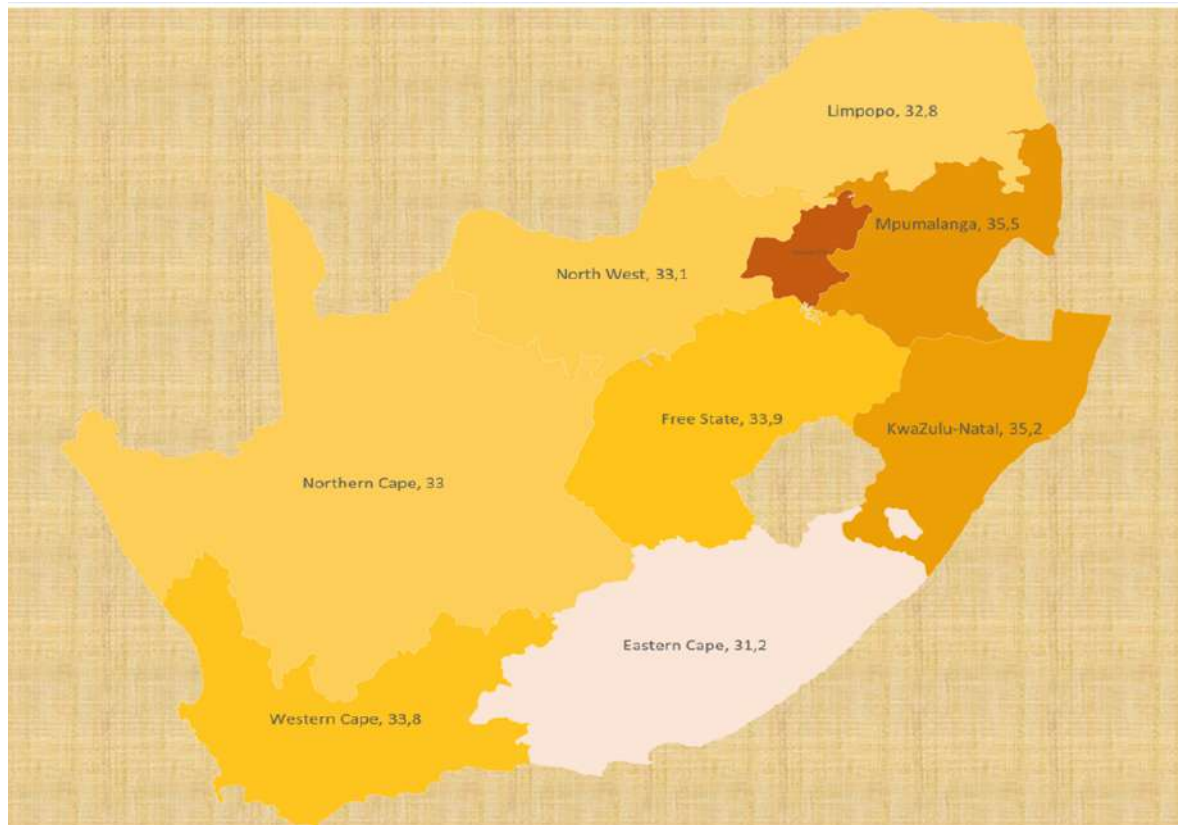 Limpopo, 32,8
Mpumalanga, 35,5
North West, 33,1
Free State, 33,9
KwaZulu-Natal, 35,2
Northern Cape, 33
Eastern Cape, 31,2
Western Cape, 33,8